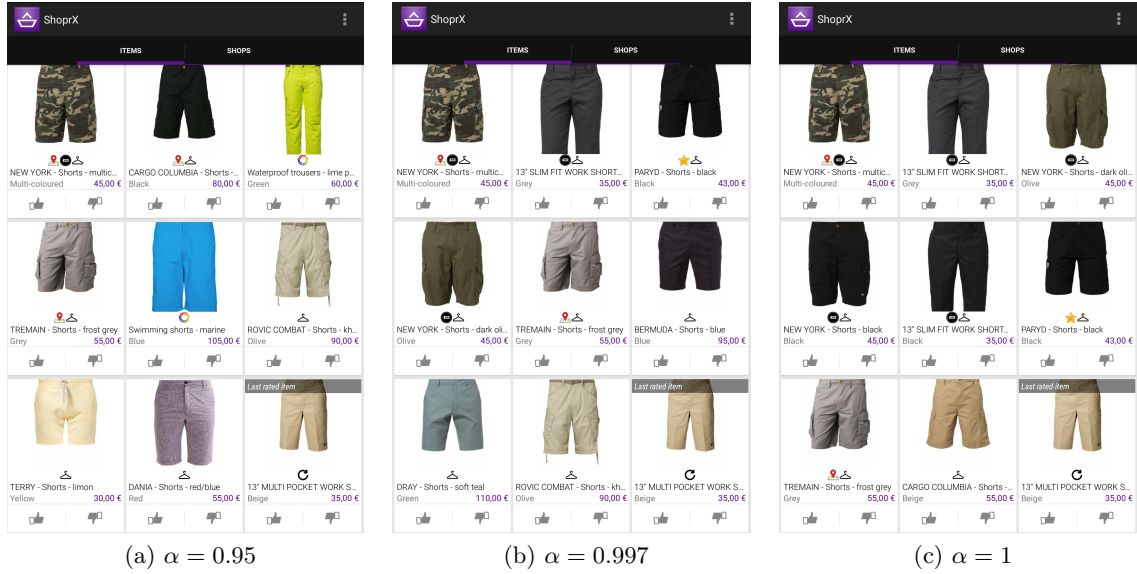 ShoprX
ITEMS SHOPS
NEW YORK - Shorts - multic... CARGO COLUMBIA - Shorts -... Waterproof trousers - lime p...
Multi-coloured 45,00 € Black 80,00 € Green 60,00 €
TREMAIN - Shorts - frost grey Swimming shorts - marine ROVIC COMBAT - Shorts - kh...
Grey 55,00 € Blue 105,00 € Olive 90,00 €
Last rated item
TERRY - Shorts - limon DANIA - Shorts - red/blue 13" MULTI POCKET WORK S...
Yellow 30,00 € Red 55,00 € Beige 35,00 €
(a) α = 0.95
ShoprX
ITEMS SHOPS
NEW YORK - Shorts - multic... 13" SLIM FIT WORK SHORT... PARYD - Shorts - black
Multi-coloured 45,00 € Grey 35,00 € Black 43,00 €
NEW YORK - Shorts - dark oli... TREMAIN - Shorts - frost grey BERMUDA - Shorts - blue
Olive 45,00 € Grey 55,00 € Blue 95,00 €
Last rated item
DRAY - Shorts - soft teal ROVIC COMBAT - Shorts - kh... 13" MULTI POCKET WORK S...
Green 110,00 € Olive 90,00 € Beige 35,00 €
(b) α = 0.997
ShoprX
ITEMS SHOPS
NEW YORK - Shorts - multic... 13" SLIM FIT WORK SHORT... NEW YORK - Shorts - dark oli...
Multi-coloured 45,00 € Grey 35,00 € Olive 45,00 €
NEW YORK - Shorts - black 13" SLIM FIT WORK SHORT... PARYD - Shorts - black
Black 45,00 € Black 35,00 € Black 43,00 €
Last rated item
TREMAIN - Shorts - frost grey CARGO COLUMBIA - Shorts -... 13" MULTI POCKET WORK S...
Grey 55,00 € Beige 55,00 € Beige 35,00 €
(c) α = 1